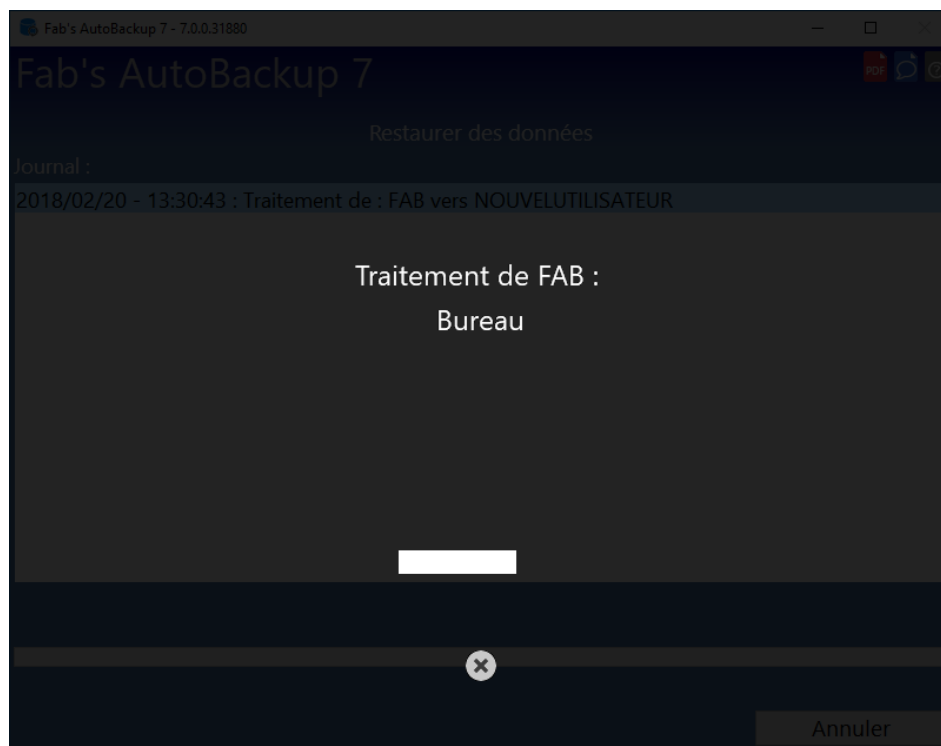 Fab's AutoBackup 7 - 7.0.0.31880
Fab's AutoBackup 7
PDF
?
Restaurer des données
Journal :
2018/02/20 - 13:30:43 : Traitement de : FAB vers NOUVELUTILISATEUR
Traitement de FAB :
Bureau
Annuler